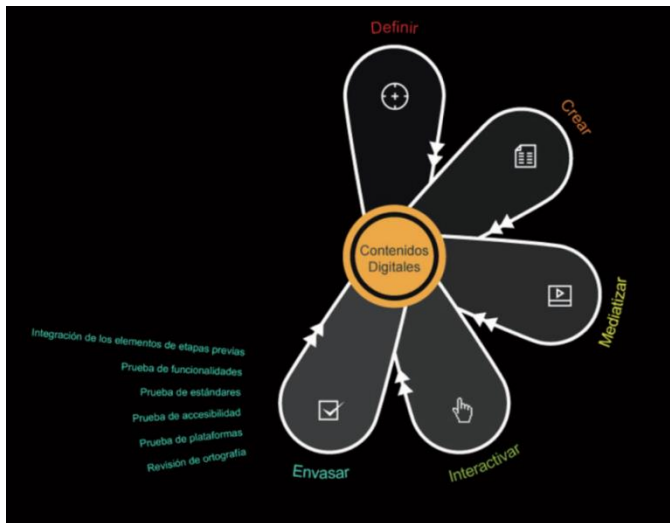 Definir
Crear
Contenidos
Digitales
Mediatizar
Interactivar
Envasar
Integración de los elementos de etapas previas
Prueba de funcionalidades
Prueba de estándares
Prueba de accesibilidad
Prueba de plataformas
Revisión de ortografía